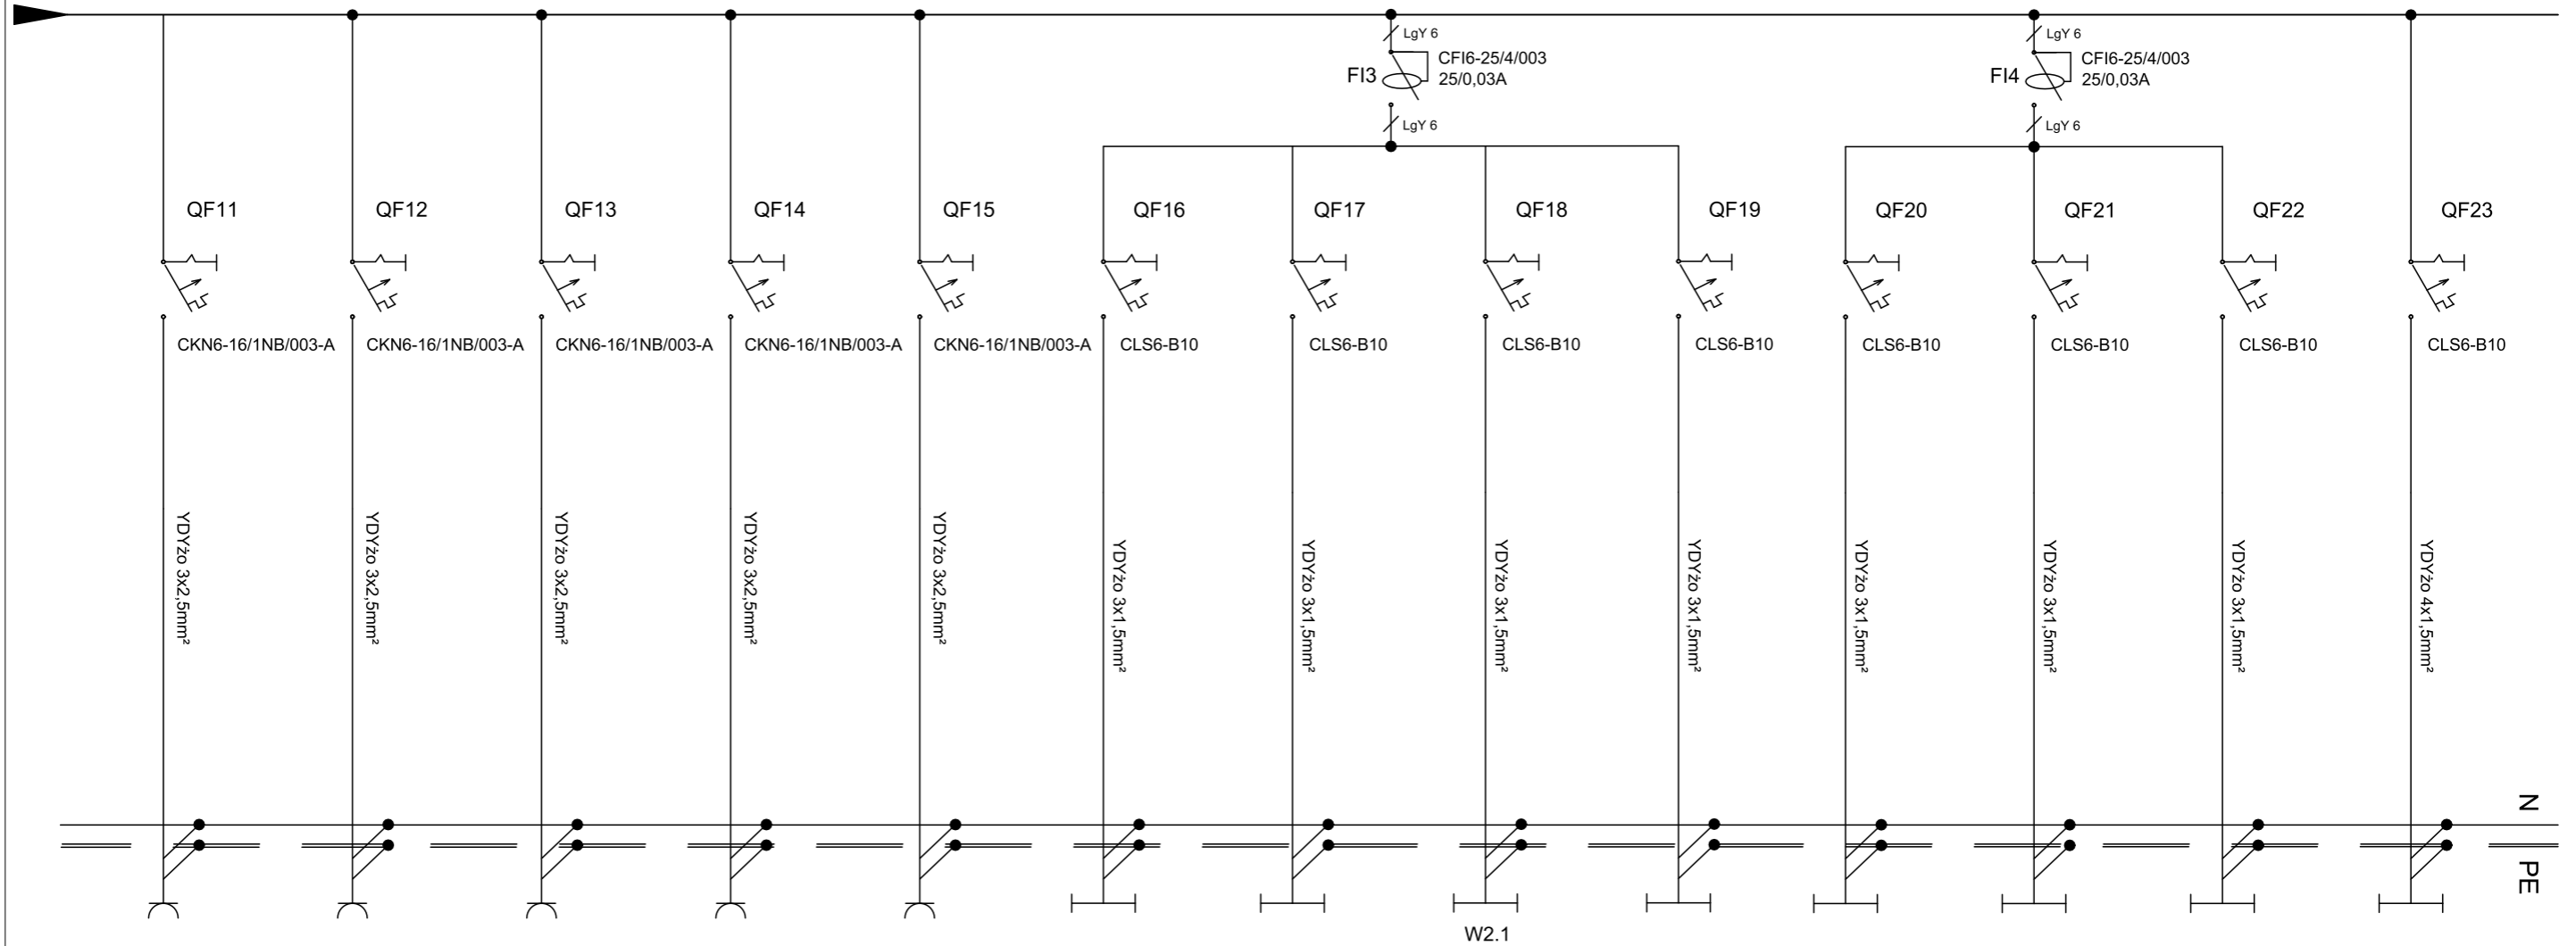 LgY 6
LgY 6
FI3
CFI6-25/4/003
25/0,03A
FI4
CFI6-25/4/003
25/0,03A
LgY 6
LgY 6
QF11
QF12
QF13
QF14
QF15
QF16
QF17
QF18
QF19
QF20
QF21
QF22
QF23
CKN6-16/1NB/003-A
CKN6-16/1NB/003-A
CKN6-16/1NB/003-A
CKN6-16/1NB/003-A
CKN6-16/1NB/003-A
CLS6-B10
CLS6-B10
CLS6-B10
CLS6-B10
CLS6-B10
CLS6-B10
CLS6-B10
CLS6-B10
YDYżo 3x2,5mm²
YDYżo 3x2,5mm²
YDYżo 3x2,5mm²
YDYżo 3x2,5mm²
YDYżo 3x2,5mm²
YDYżo 3x1,5mm²
YDYżo 3x1,5mm²
YDYżo 3x1,5mm²
YDYżo 3x1,5mm²
YDYżo 3x1,5mm²
YDYżo 3x1,5mm²
YDYżo 3x1,5mm²
YDYżo 4x1,5mm²
N
PE
W2.1